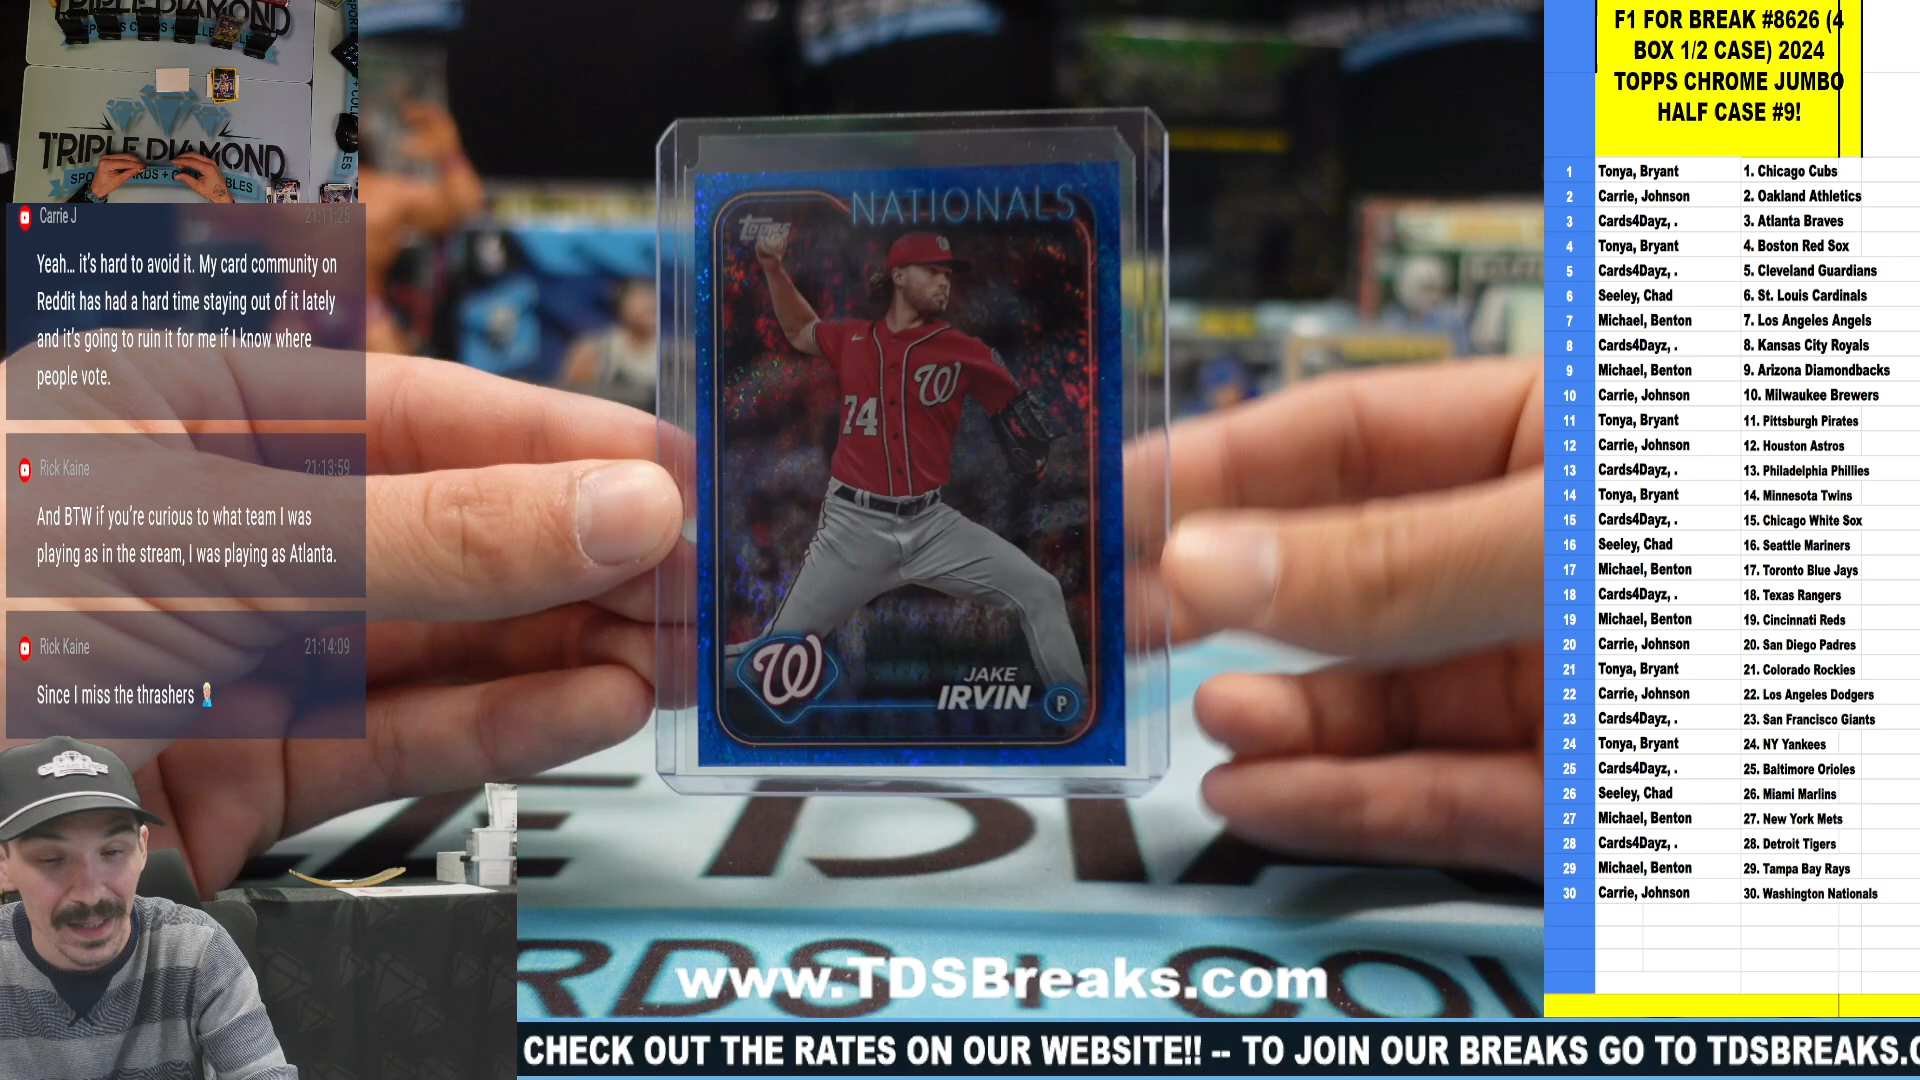 TRIPLE DIAMOND
SPORTS CARDS + COLLECTIBLES
TRIPLE DIAMOND
Carrie J 21:11:25
Yeah… it's hard to avoid it. My card community on
Reddit has had a hard time staying out of it lately
and it's going to ruin it for me if I know where
people vote.
Rick Kaine 21:13:59
And BTW if you're curious to what team I was
playing as in the stream, I was playing as Atlanta.
Rick Kaine 21:14:09
Since I miss the thrashers
Topps
NATIONALS
74
W
W
JAKE
IRVIN
P
www.TDSBreaks.com
CHECK OUT THE RATES ON OUR WEBSITE!! -- TO JOIN OUR BREAKS GO TO TDSBREAKS.C
F1 FOR BREAK #8626 (4
BOX 1/2 CASE) 2024
TOPPS CHROME JUMBO
HALF CASE #9!
1 Tonya, Bryant 1. Chicago Cubs
2 Carrie, Johnson 2. Oakland Athletics
3 Cards4Dayz, . 3. Atlanta Braves
4 Tonya, Bryant 4. Boston Red Sox
5 Cards4Dayz, . 5. Cleveland Guardians
6 Seeley, Chad 6. St. Louis Cardinals
7 Michael, Benton 7. Los Angeles Angels
8 Cards4Dayz, . 8. Kansas City Royals
9 Michael, Benton 9. Arizona Diamondbacks
10 Carrie, Johnson 10. Milwaukee Brewers
11 Tonya, Bryant 11. Pittsburgh Pirates
12 Carrie, Johnson 12. Houston Astros
13 Cards4Dayz, . 13. Philadelphia Phillies
14 Tonya, Bryant 14. Minnesota Twins
15 Cards4Dayz, . 15. Chicago White Sox
16 Seeley, Chad 16. Seattle Mariners
17 Michael, Benton 17. Toronto Blue Jays
18 Cards4Dayz, . 18. Texas Rangers
19 Michael, Benton 19. Cincinnati Reds
20 Carrie, Johnson 20. San Diego Padres
21 Tonya, Bryant 21. Colorado Rockies
22 Carrie, Johnson 22. Los Angeles Dodgers
23 Cards4Dayz, . 23. San Francisco Giants
24 Tonya, Bryant 24. NY Yankees
25 Cards4Dayz, . 25. Baltimore Orioles
26 Seeley, Chad 26. Miami Marlins
27 Michael, Benton 27. New York Mets
28 Cards4Dayz, . 28. Detroit Tigers
29 Michael, Benton 29. Tampa Bay Rays
30 Carrie, Johnson 30. Washington Nationals